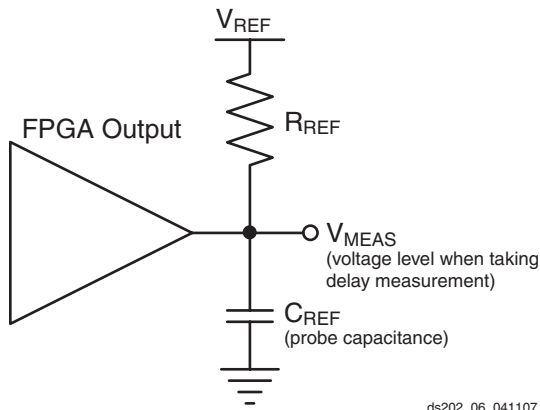 VREF
RREF
FPGA Output
VMEAS
(voltage level when taking
delay measurement)
CREF
(probe capacitance)
ds202_06_041107